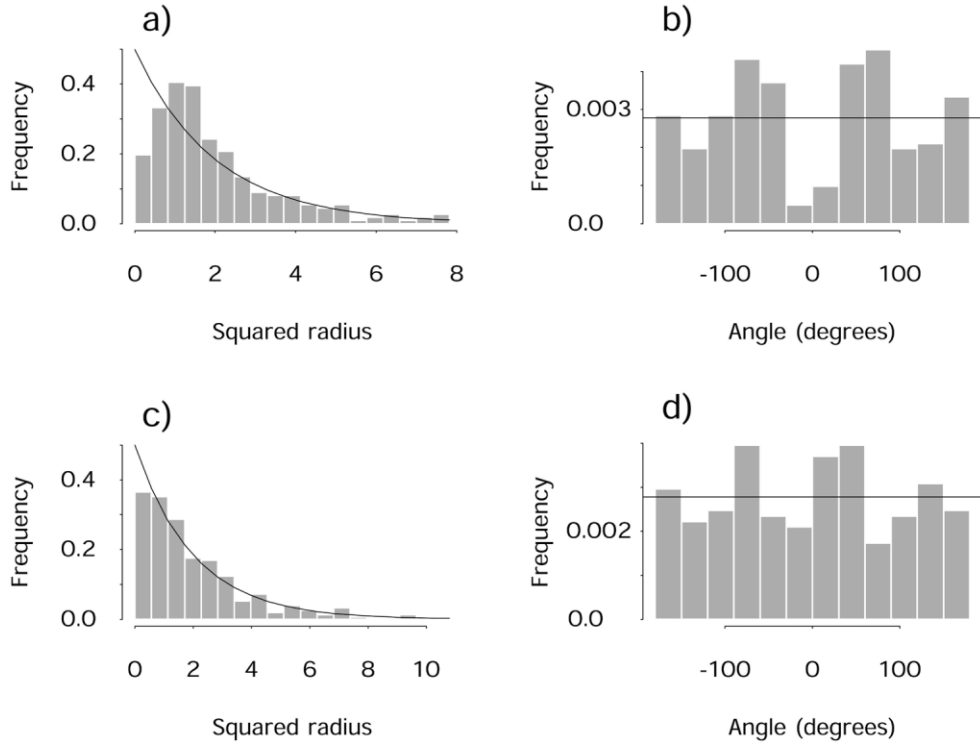 a)
Frequency
0.4
0.2
0.0
0 2 4 6 8
Squared radius
b)
Frequency
0.003
0.0
-100 0 100
Angle (degrees)
c)
Frequency
0.4
0.2
0.0
0 2 4 6 8 10
Squared radius
d)
Frequency
0.002
0.0
-100 0 100
Angle (degrees)